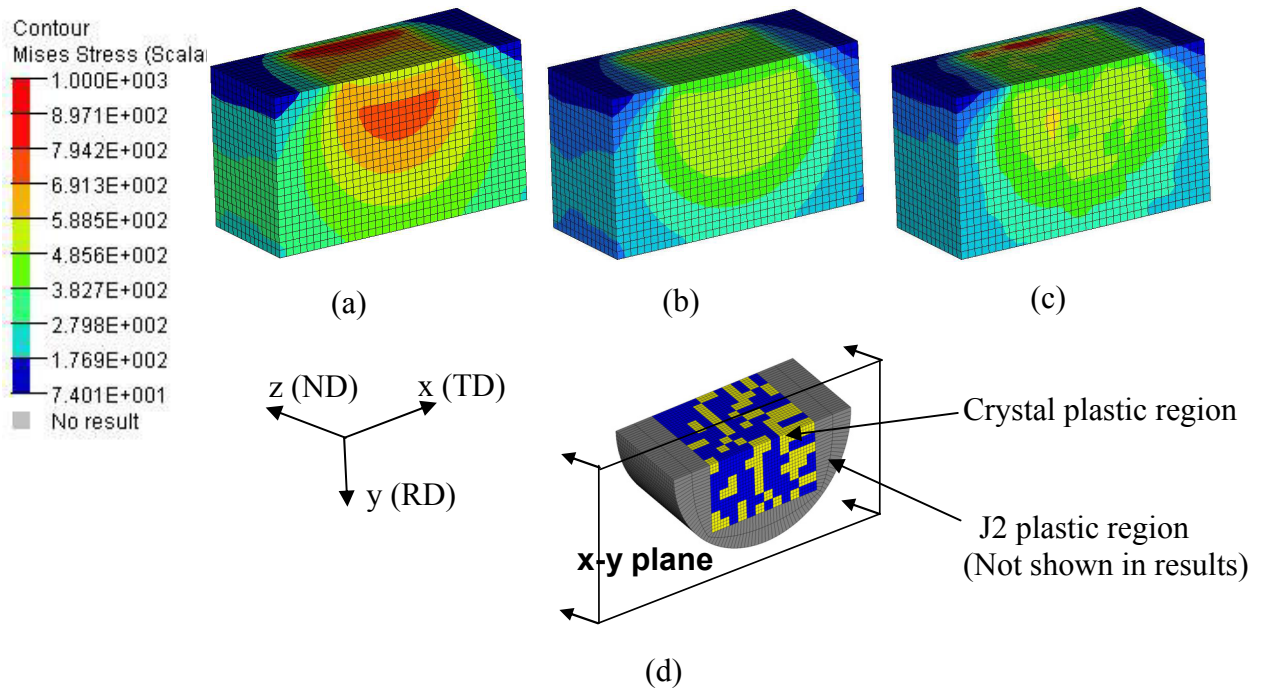 Contour
Mises Stress (Scala
1.000E+003
8.971E+002
7.942E+002
6.913E+002
5.885E+002
4.856E+002
3.827E+002
2.798E+002
1.769E+002
7.401E+001
No result
(a)
(b)
(c)
z (ND)
x (TD)
y (RD)
Crystal plastic region
J2 plastic region
(Not shown in results)
x-y plane
(d)